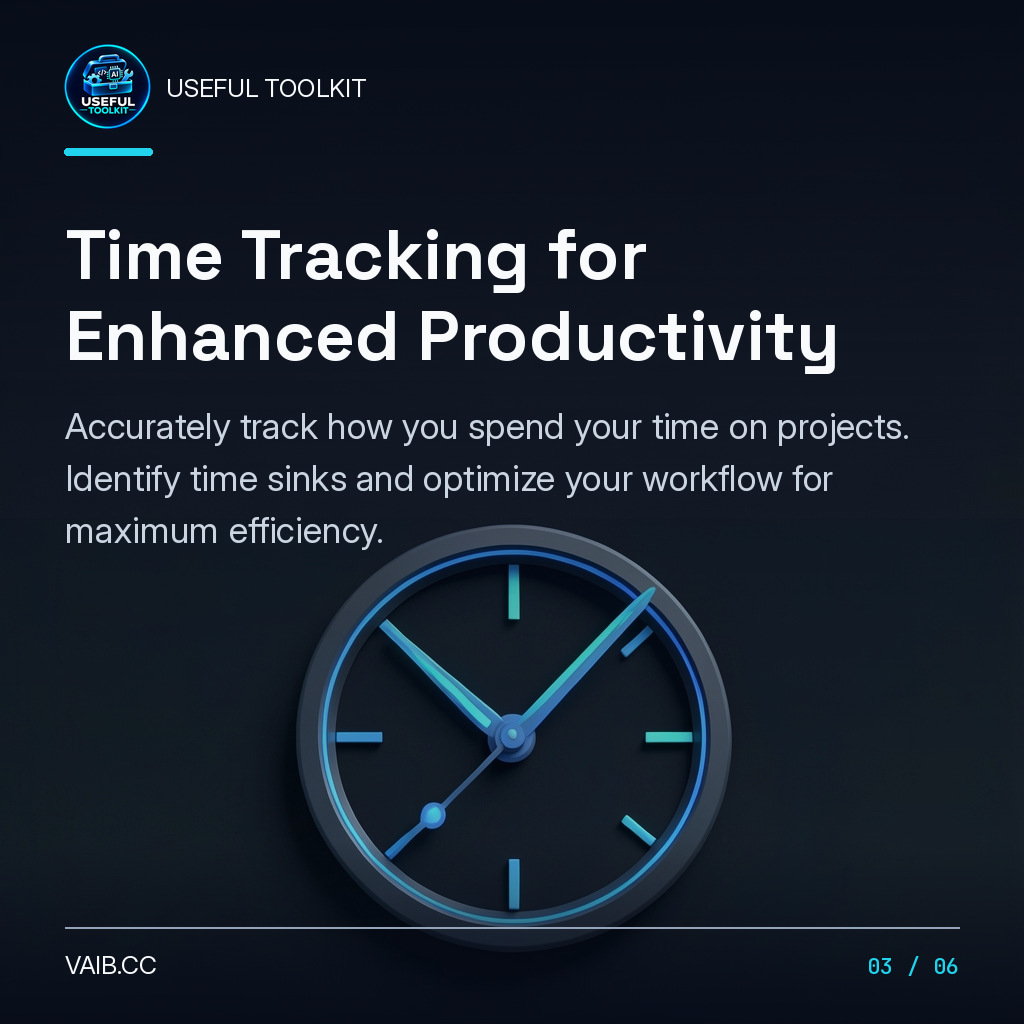 USEFUL
TOOLKIT
AI
USEFUL TOOLKIT
Time Tracking for
Enhanced Productivity
Accurately track how you spend your time on projects.
Identify time sinks and optimize your workflow for
maximum efficiency.
VAIB.CC
03 / 06